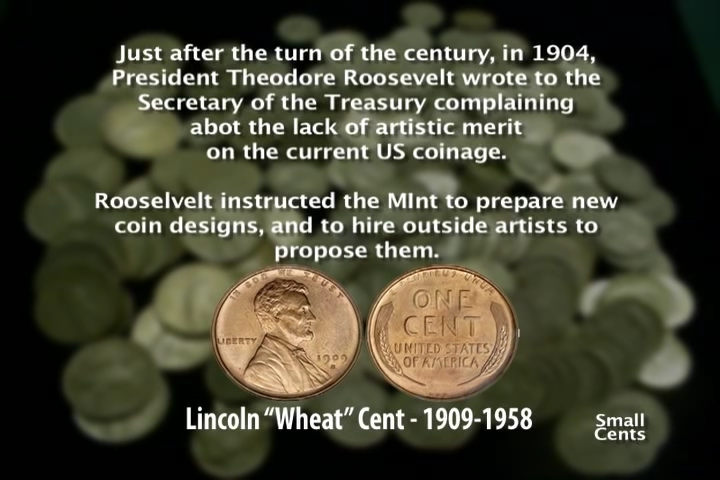 Just after the turn of the century, in 1904,
President Theodore Roosevelt wrote to the
Secretary of the Treasury complaining
abot the lack of artistic merit
on the current US coinage.
Rooselvelt instructed the MInt to prepare new
coin designs, and to hire outside artists to
propose them.
IN GOD WE TRUST
LIBERTY
1909
E PLURIBUS UNUM
ONE
CENT
UNITED STATES
OF AMERICA
Lincoln “Wheat” Cent - 1909-1958
Small
Cents